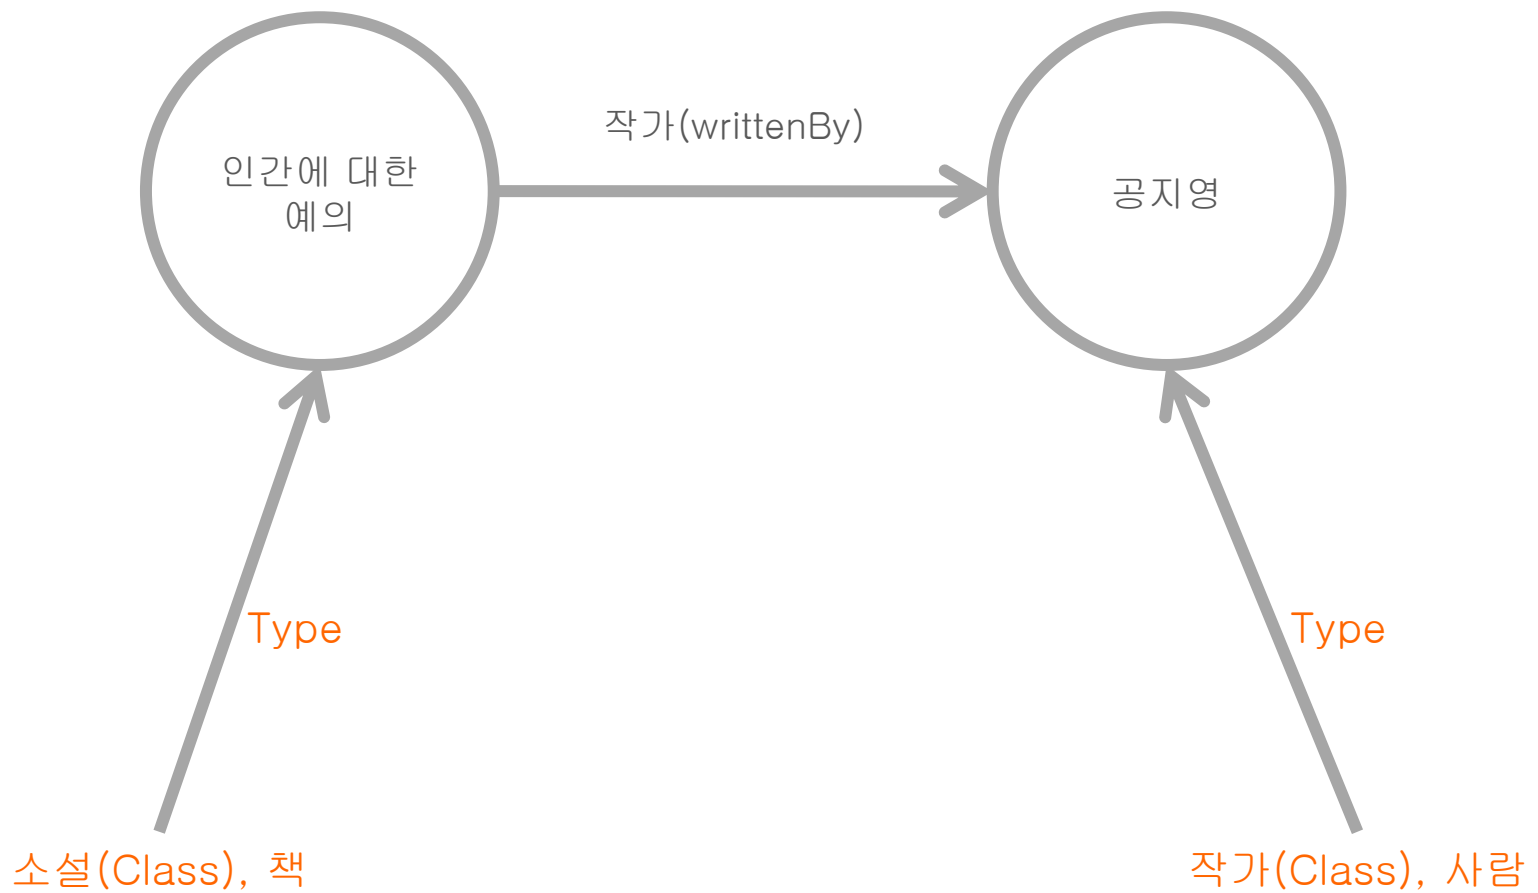 작가(writtenBy)
인간에 대한
예의
공지영
Type
Type
소설(Class), 책
작가(Class), 사람